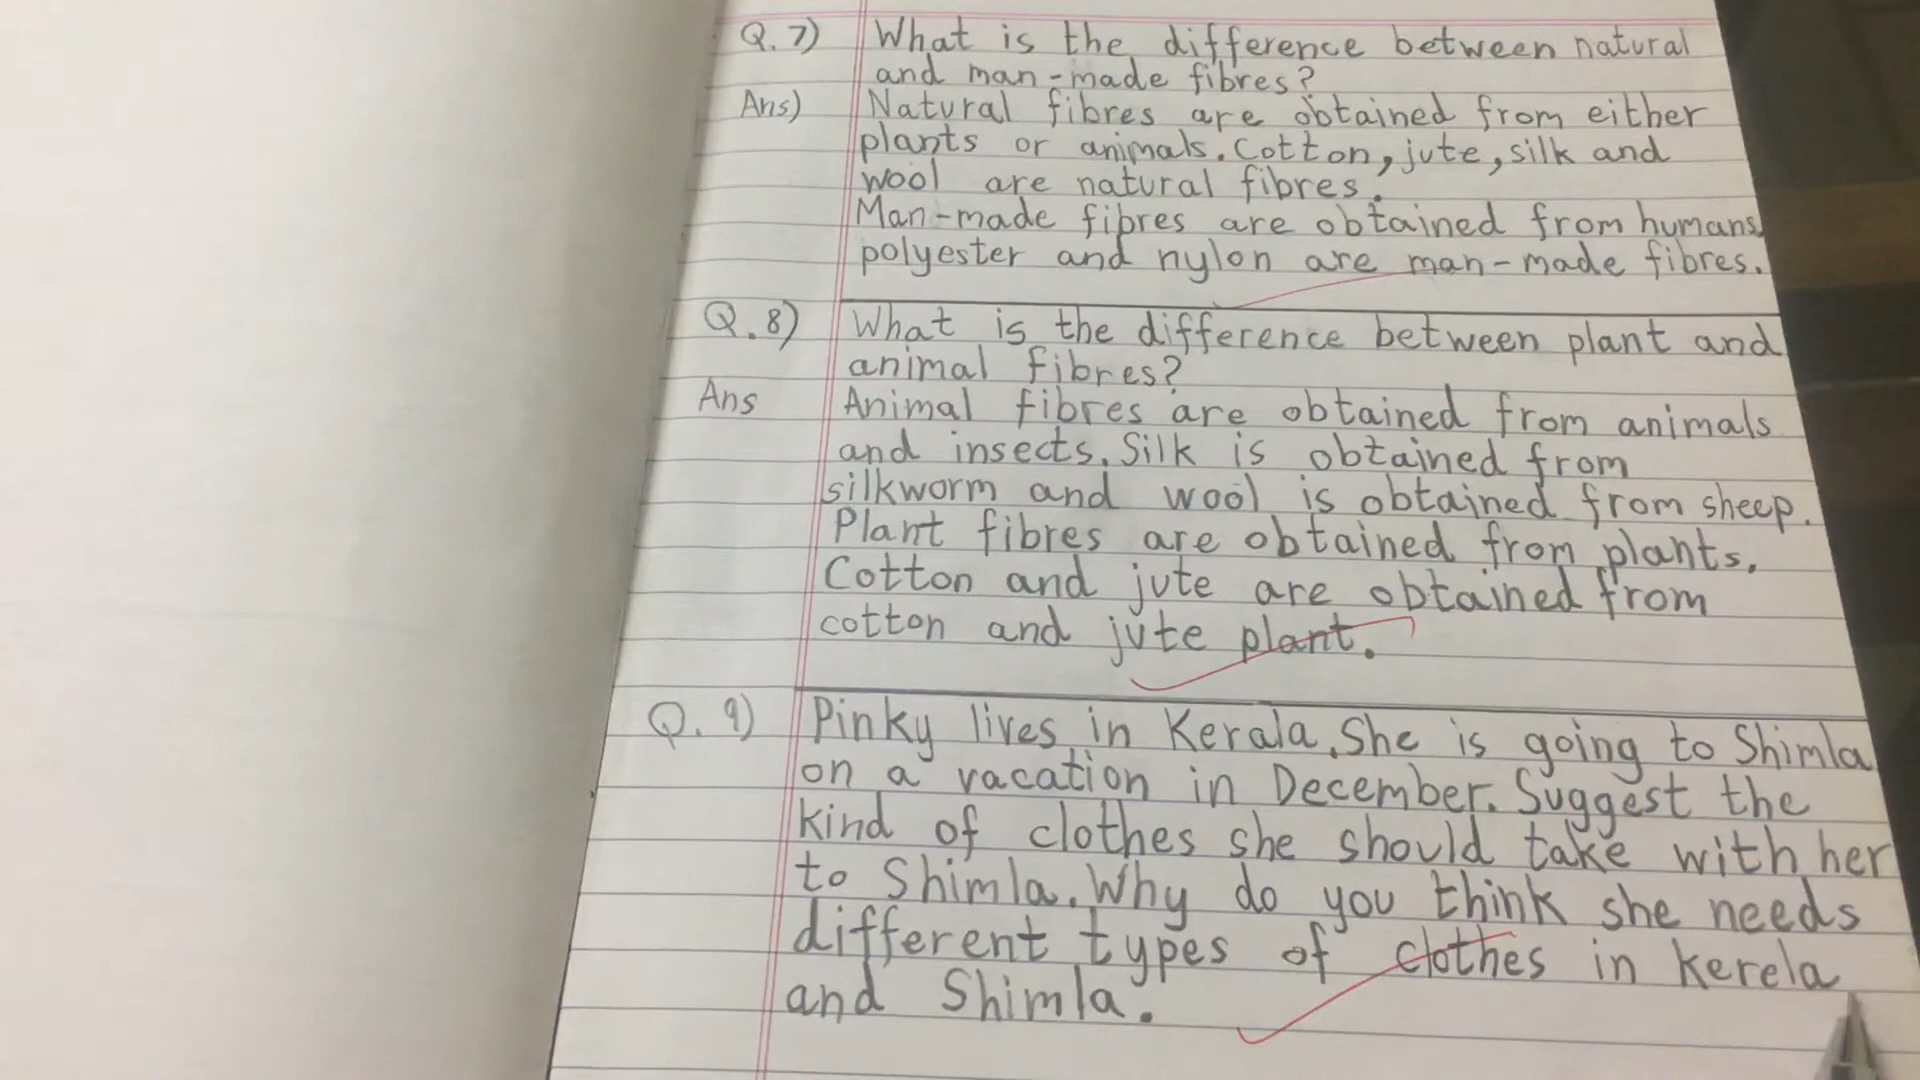 Q.7) What is the difference between natural
and man-made fibres?
Ans) Natural fibres are obtained from either
plants or animals. Cotton, jute, silk and
wool are natural fibres.
Man-made fibres are obtained from humans
polyester and nylon are man-made fibres.
Q.8) What is the difference between plant and
animal fibres?
Ans Animal fibres are obtained from animals
and insects. Silk is obtained from
silkworm and wool is obtained from sheep.
Plant fibres are obtained from plants.
Cotton and jute are obtained from
cotton and jute plant.
Q.9) Pinky lives in Kerala. She is going to Shimla
on a vacation in December. Suggest the
kind of clothes she should take with her
to Shimla. Why do you think she needs
different types of clothes in kerela
and Shimla.